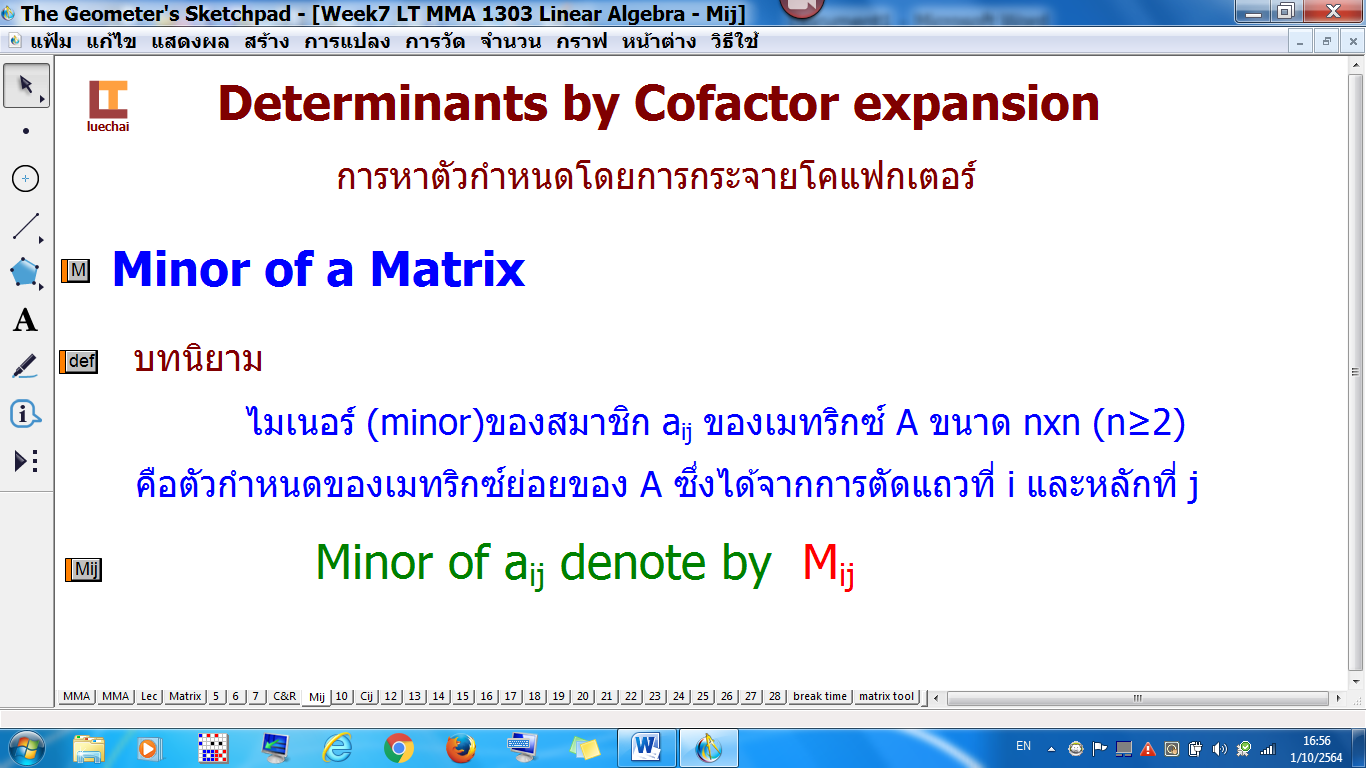 The Geometer's Sketchpad - [Week7 LT MMA 1303 Linear Algebra - Mij]
แฟ้ม แก้ไข แสดงผล สร้าง การแปลง การวัด จำนวน กราฟ หน้าต่าง วิธีใช้
LT
luechai
Determinants by Cofactor expansion
การหาตัวกำหนดโดยการกระจายโคแฟกเตอร์
M Minor of a Matrix
def บทนิยาม
ไมเนอร์ (minor)ของสมาชิก aij ของเมทริกซ์ A ขนาด nxn (n≥2)
คือตัวกำหนดของเมทริกซ์ย่อยของ A ซึ่งได้จากการตัดแถวที่ i และหลักที่ j
Mij Minor of aij denote by Mij
MMA MMA Lec Matrix 5 6 7 C&R Mij 10 Cij 12 13 14 15 16 17 18 19 20 21 22 23 24 25 26 27 28 break time matrix tool
EN 16:56
1/10/2564